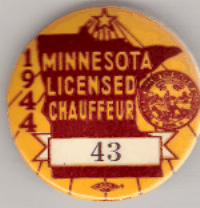 1944
MINNESOTA
LICENSED
CHAUFFEUR
43